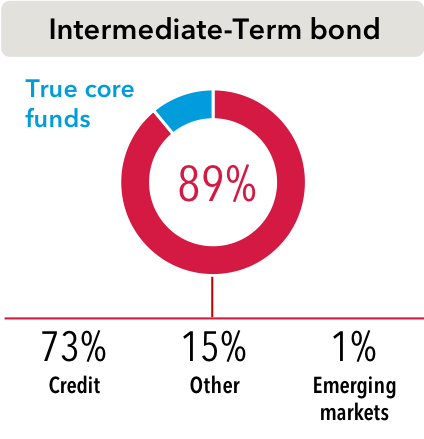 Intermediate-Term bond
True core
funds
89%
73% 15% 1%
Credit Other Emerging
markets